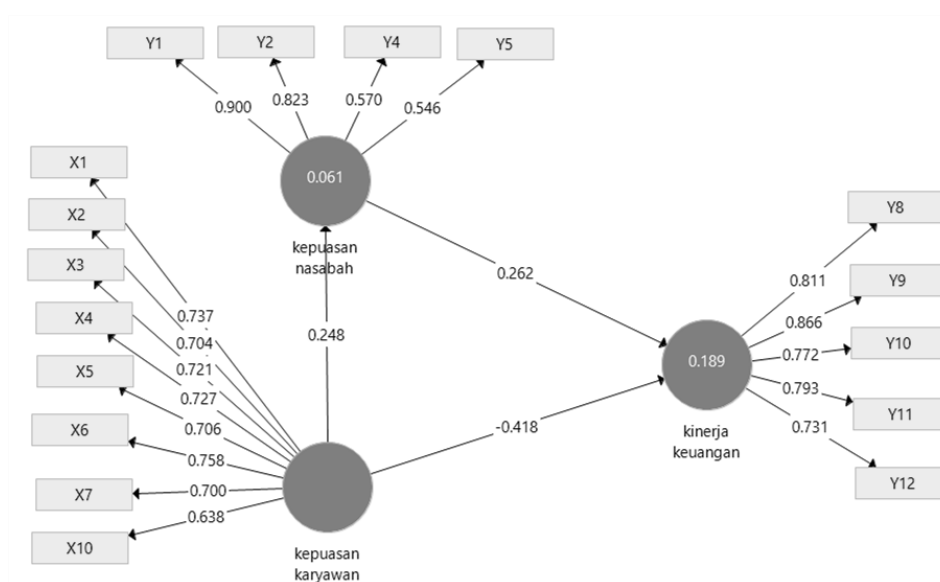 Y1
Y2
Y4
Y5
0.900
0.823
0.570
0.546
X1
X2
X3
X4
X5
X6
X7
X10
0.061
kepuasan
nasabah
0.737
0.704
0.721
0.727
0.706
0.758
0.700
0.638
0.248
0.262
-0.418
kepuasan
karyawan
0.189
kinerja
keuangan
0.811
0.866
0.772
0.793
0.731
Y8
Y9
Y10
Y11
Y12